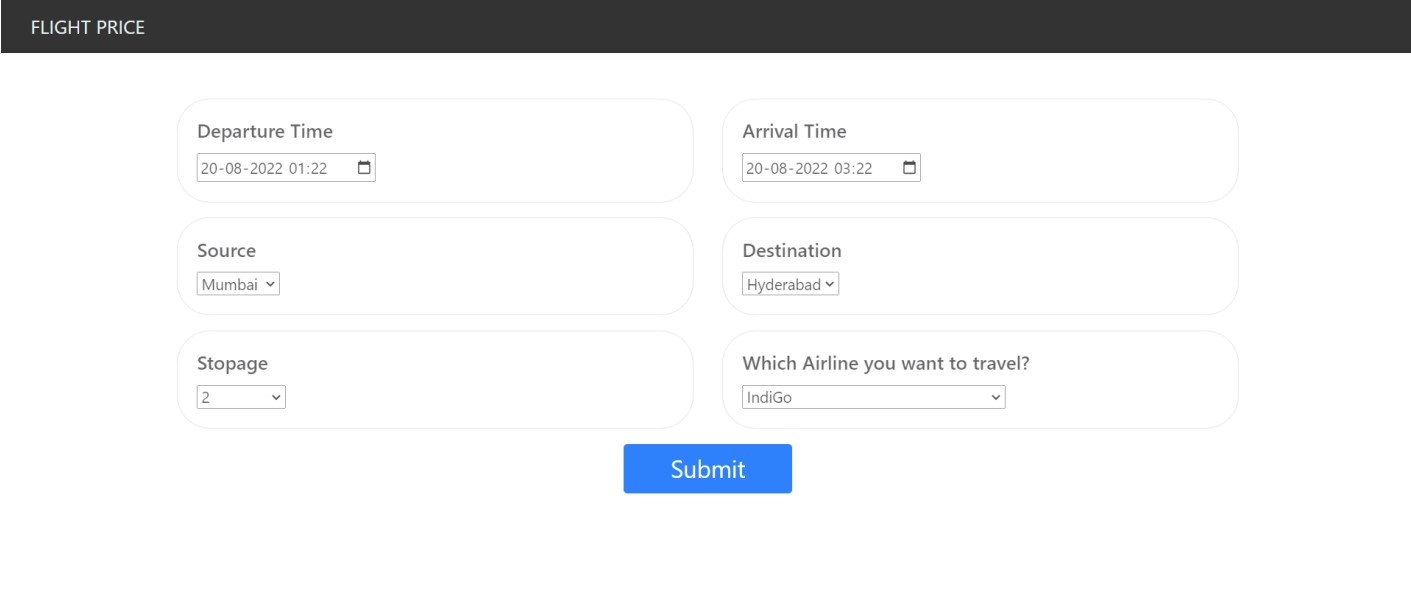 FLIGHT PRICE
Departure Time
20-08-2022 01:22
Arrival Time
20-08-2022 03:22
Source
Mumbai
Destination
Hyderabad
Stopage
2
Which Airline you want to travel?
IndiGo
Submit